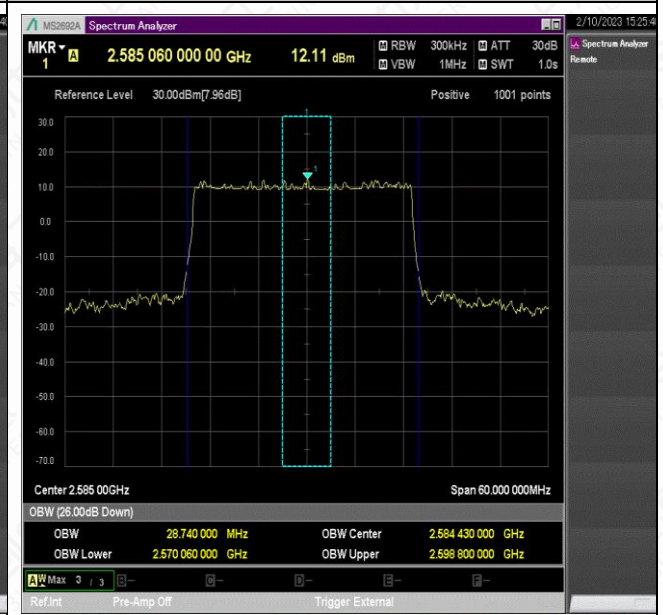 MS2692A Spectrum Analyzer
2/10/2023 15:25:4
MKR 1 A 2.585 060 000 00 GHz 12.11 dBm M RBW 300kHz M ATT 30dB
M VBW 1MHz M SWT 1.0s
Spectrum Analyzer
Remote
Reference Level 30.00dBm[7.96dB] Positive 1001 points
1
30.0
20.0
1
10.0
0.0
-10.0
-20.0
-30.0
-40.0
-50.0
-60.0
-70.0
Center 2.585 00GHz Span 60.000 000MHz
OBW (26.00dB Down)
OBW 28.740 000 MHz OBW Center 2.584 430 000 GHz
OBW Lower 2.570 060 000 GHz OBW Upper 2.598 800 000 GHz
A W Max 3 / 3 B- C- D- E- F-
Ref.Int Pre-Amp Off Trigger External